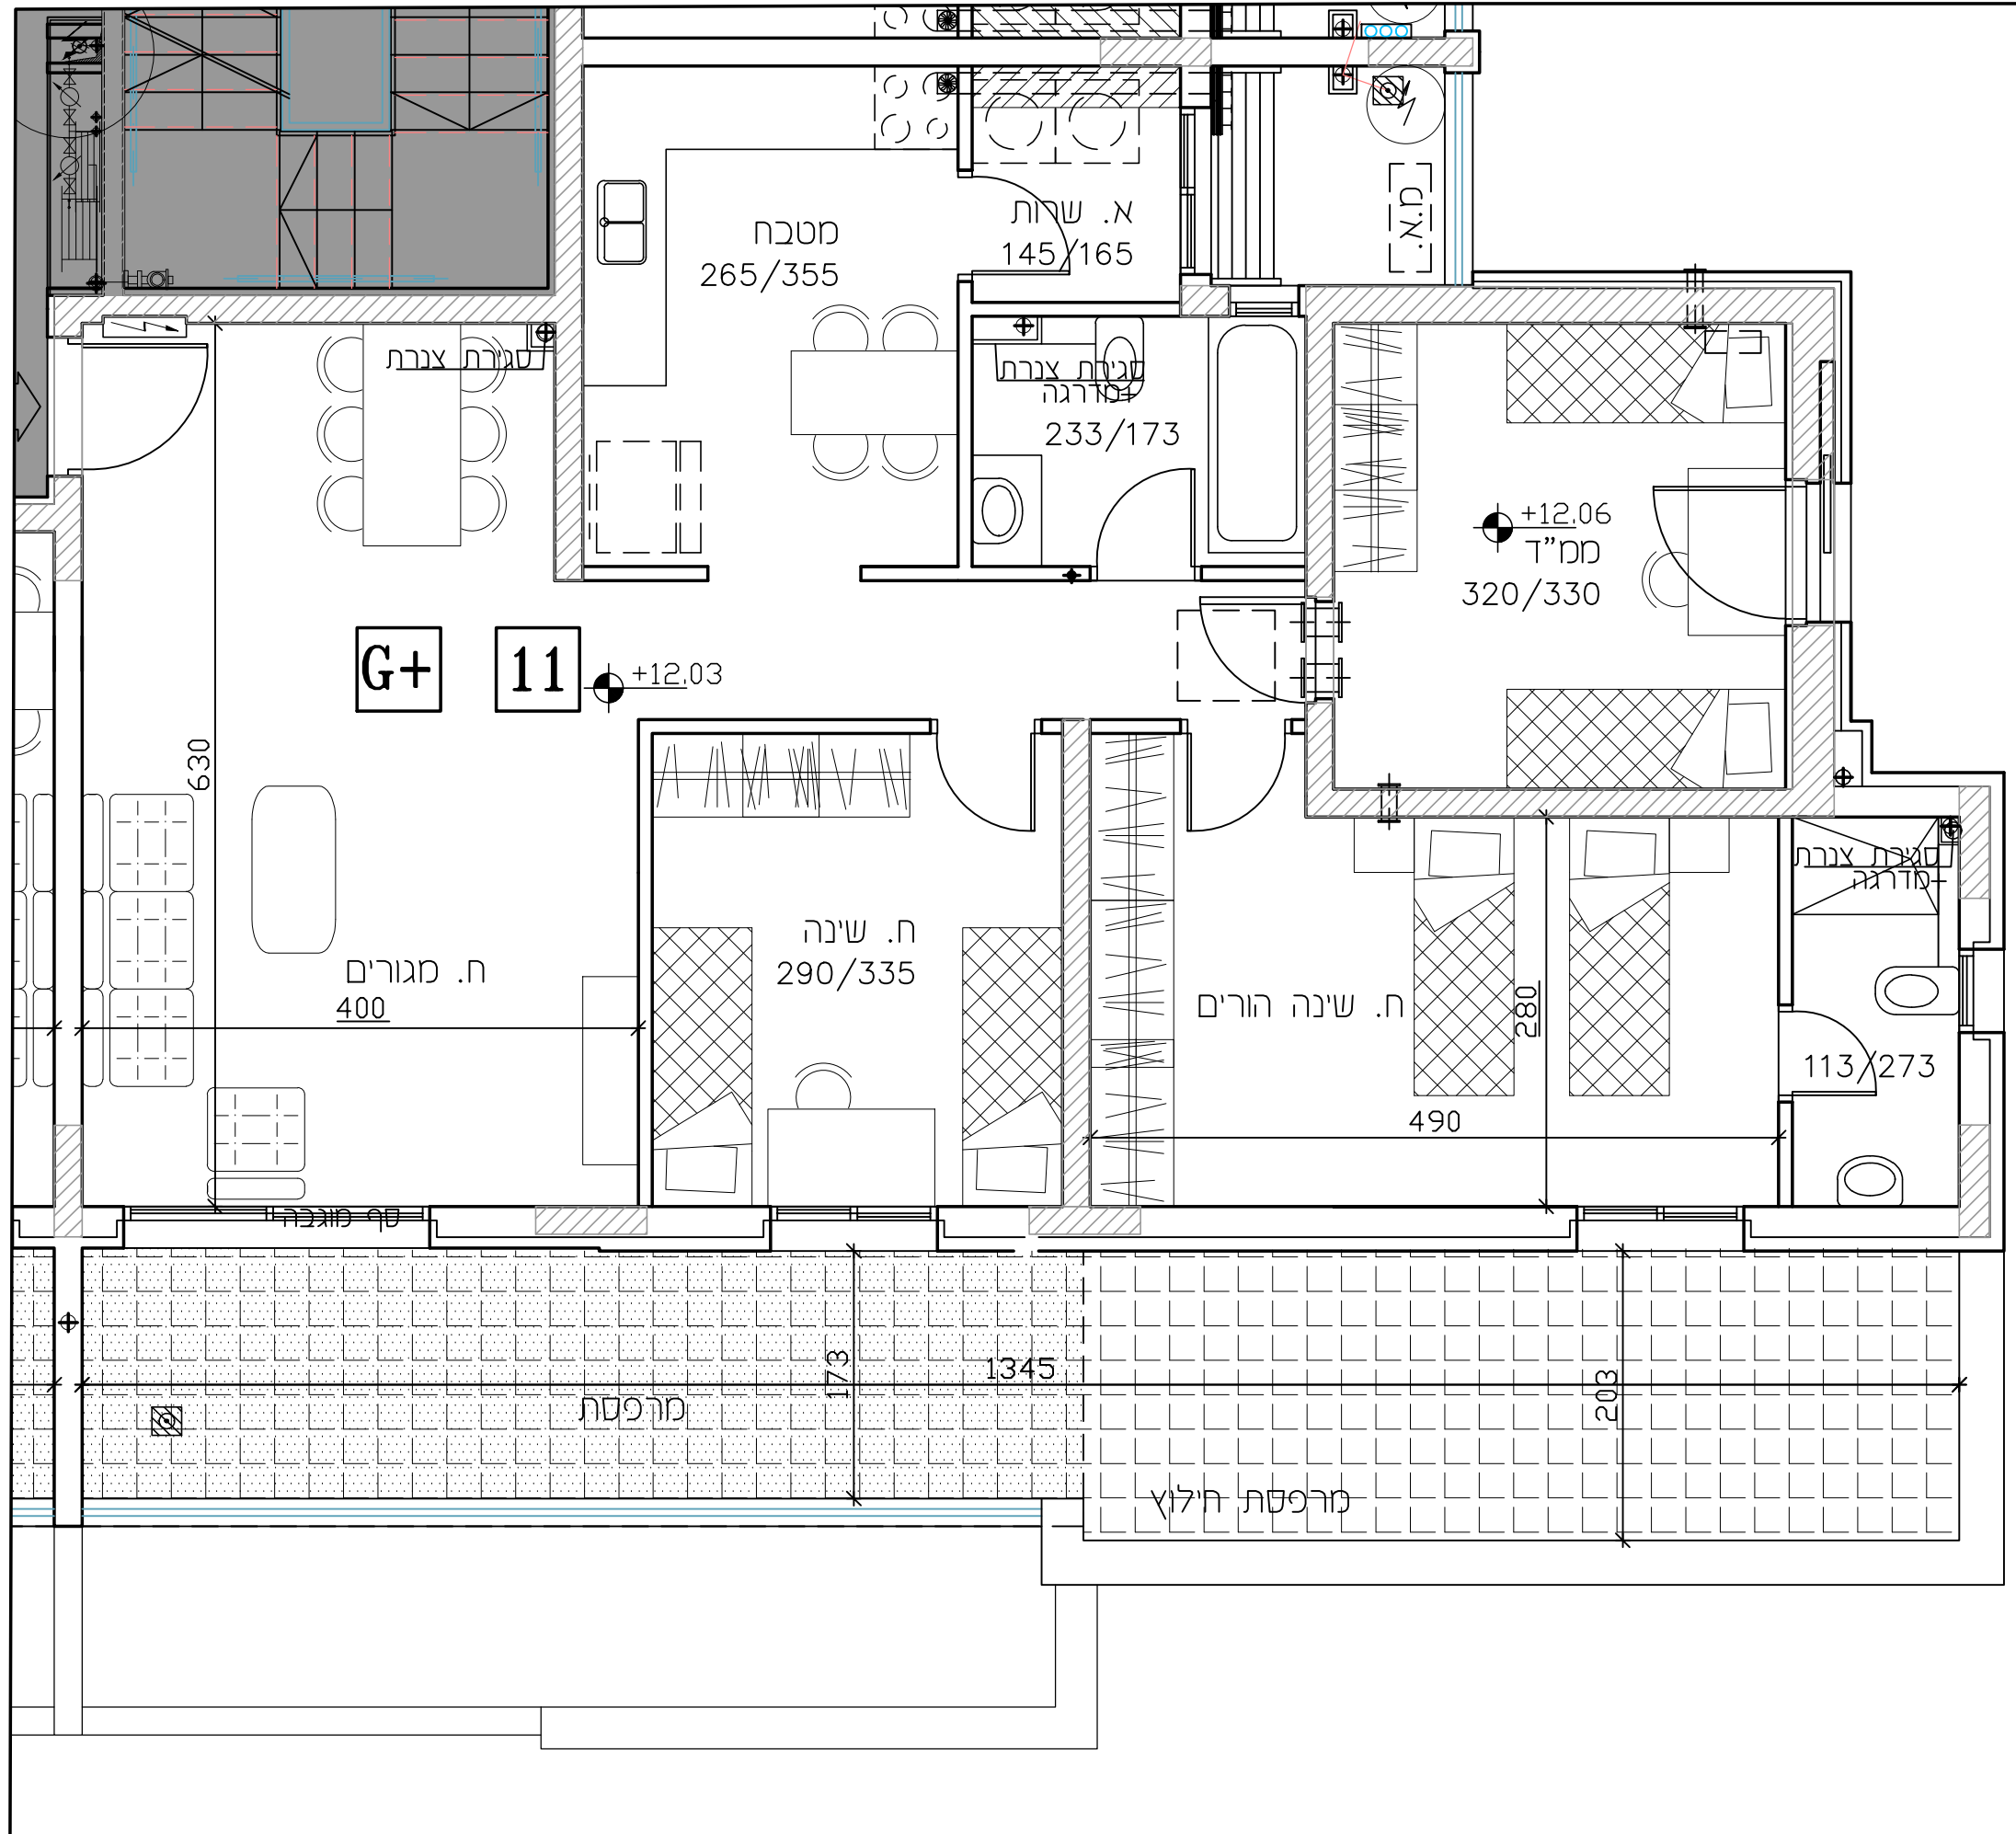 מ.א.
א. שרות
145/165
מטבח
265/355
סגירת צנרת
סגירת צנרת
+מדרגה
233/173
+12.06
ממ"ד
320/330
G+
11
+12.03
630
סגירת צנרת
+מדרגה
ח. שינה
290/335
ח. מגורים
400
ח. שינה הורים
280
113/273
490
סף מוגבה
1345
173
203
מרפסת
מרפסת חילוץ